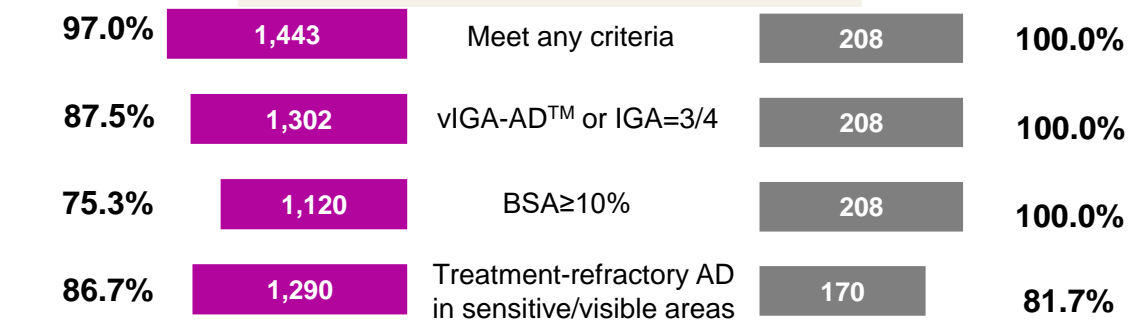 97.0% 1,443 Meet any criteria 208 100.0%
87.5% 1,302 vIGA-AD™ or IGA=3/4 208 100.0%
75.3% 1,120 BSA≥10% 208 100.0%
86.7% 1,290 Treatment-refractory AD 170 81.7%
in sensitive/visible areas